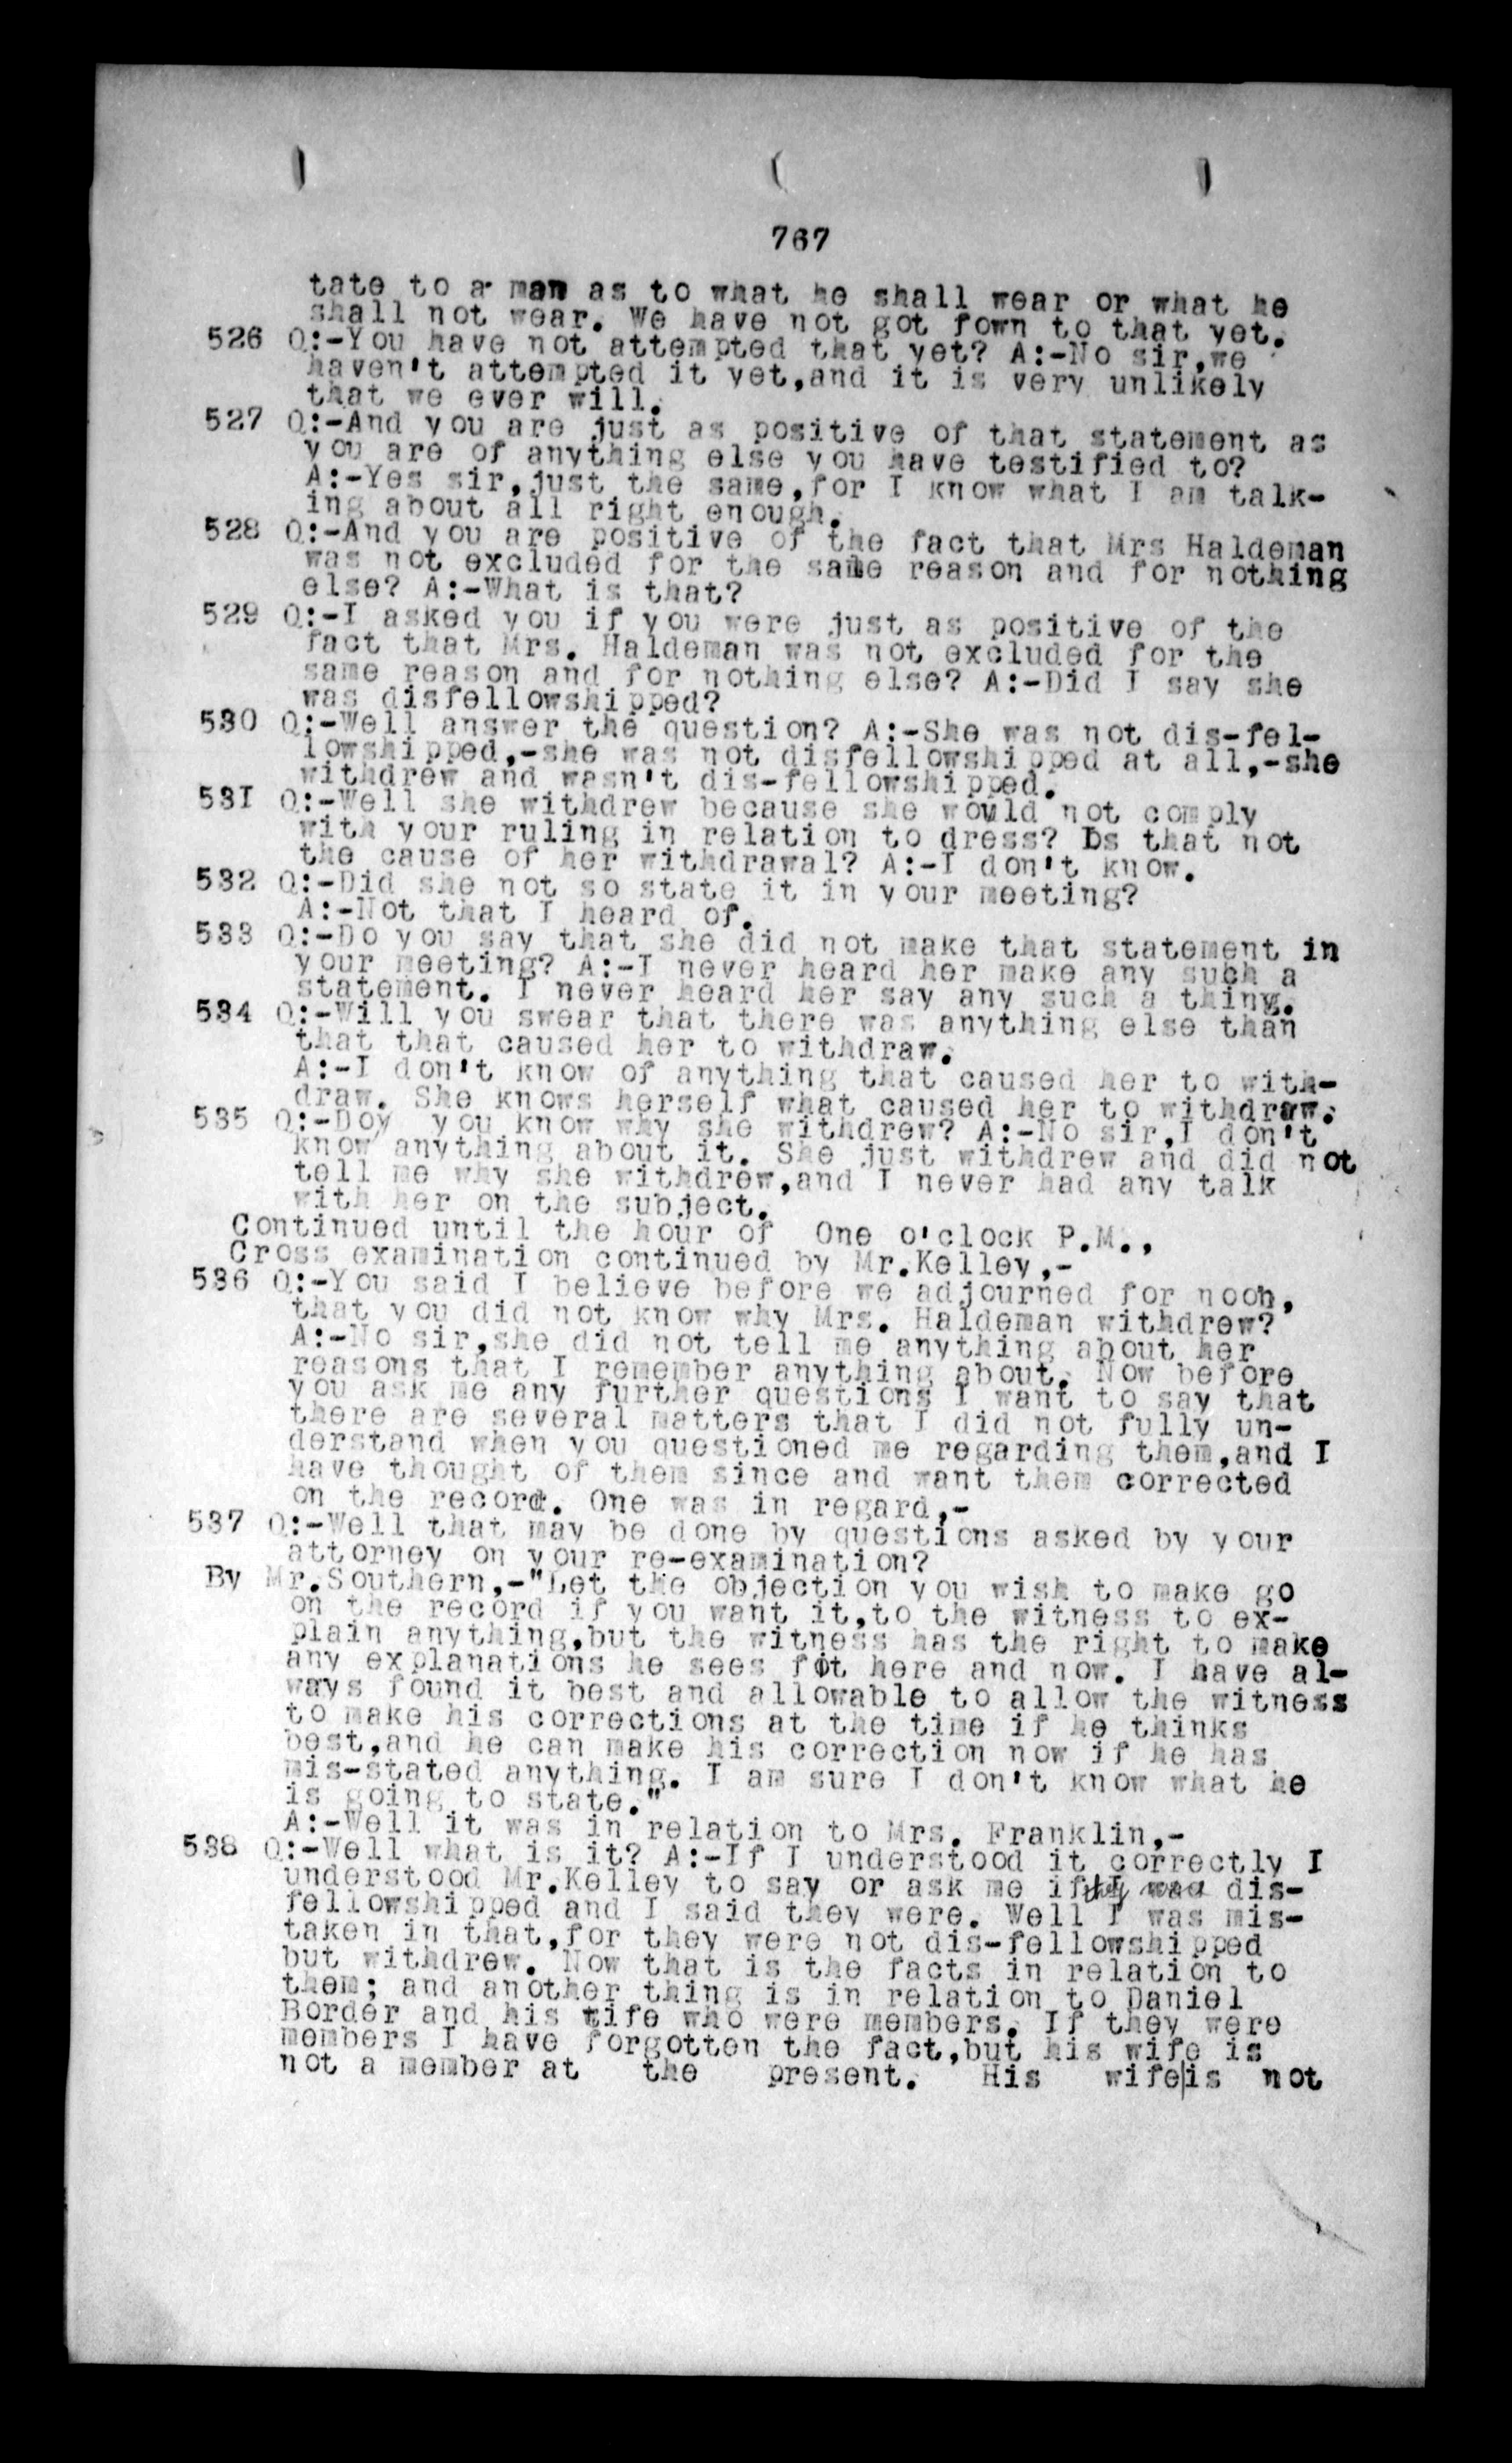 767
tate to a man as to what he shall wear or what he
shall not wear. We have not got fown to that yet.
526 Q:-You have not attempted that yet? A:-No sir,we
haven't attempted it yet,and it is very unlikely
that we ever will.
527 Q:-And you are just as positive of that statement as
you are of anything else you have testified to?
A:-Yes sir,just the same,for I know what I am talk-
ing about all right enough.
528 Q:-And you are positive of the fact that Mrs Haldeman
was not excluded for the same reason and for nothing
else? A:-What is that?
529 Q:-I asked you if you were just as positive of the
fact that Mrs. Haldeman was not excluded for the
same reason and for nothing else? A:-Did I say she
was disfellowshipped?
530 Q:-Well answer the question? A:-She was not dis-fel-
lowshipped,-she was not disfellowshipped at all,-she
withdrew and wasn't dis-fellowshipped.
531 Q:-Well she withdrew because she would not comply
with your ruling in relation to dress? Is that not
the cause of her withdrawal? A:-I don't know.
532 Q:-Did she not so state it in your meeting?
A:-Not that I heard of.
533 Q:-Do you say that she did not make that statement in
your meeting? A:-I never heard her make any such a
statement. I never heard her say any such a thing.
534 Q:-Will you swear that there was anything else than
that that caused her to withdraw.
A:-I don't know of anything that caused her to with-
draw. She knows herself what caused her to withdraw.
535 Q:-Doy you know why she withdrew? A:-No sir,I don't
know anything about it. She just withdrew and did not
tell me why she withdrew,and I never had any talk
with her on the subject.
Continued until the hour of One o'clock P.M.,
Cross examination continued by Mr.Kelley,-
536 Q:-You said I believe before we adjourned for noon,
that you did not know why Mrs. Haldeman withdrew?
A:-No sir,she did not tell me anything about her
reasons that I remember anything about. Now before
you ask me any further questions I want to say that
there are several matters that I did not fully un-
derstand when you questioned me regarding them,and I
have thought of them since and want them corrected
on the record. One was in regard,-
537 Q:-Well that may be done by questions asked by your
attorney on your re-examination?
By Mr.Southern,-"Let the objection you wish to make go
on the record if you want it,to the witness to ex-
plain anything,but the witness has the right to make
any explanations he sees fit here and now. I have al-
ways found it best and allowable to allow the witness
to make his corrections at the time if he thinks
best,and he can make his correction now if he has
mis-stated anything. I am sure I don't know what he
is going to state."
A:-Well it was in relation to Mrs. Franklin,-
538 Q:-Well what is it? A:-If I understood it correctly I
understood Mr.Kelley to say or ask me if they were dis-
fellowshipped and I said they were. Well I was mis-
taken in that,for they were not dis-fellowshipped
but withdrew. Now that is the facts in relation to
them; and another thing is in relation to Daniel
Border and his tife who were members. If they were
members I have forgotten the fact,but his wife is
not a member at the present. His wife is not